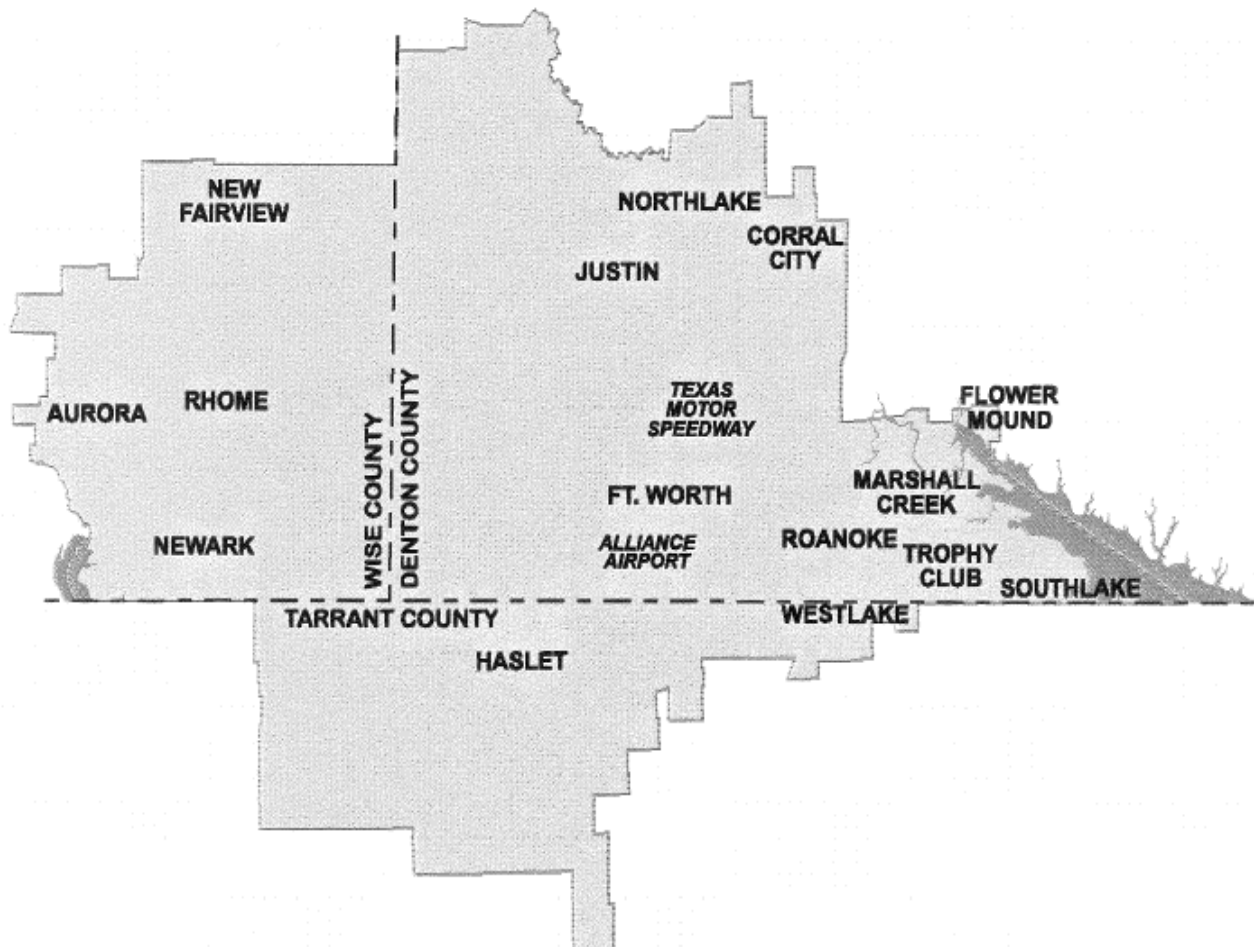 NEW
FAIRVIEW
NORTHLAKE
CORRAL
CITY
JUSTIN
AURORA
RHOME
TEXAS
MOTOR
SPEEDWAY
FLOWER
MOUND
WISE COUNTY
DENTON COUNTY
MARSHALL
CREEK
FT. WORTH
NEWARK
ALLIANCE
AIRPORT
ROANOKE
TROPHY
CLUB
SOUTHLAKE
TARRANT COUNTY
WESTLAKE
HASLET